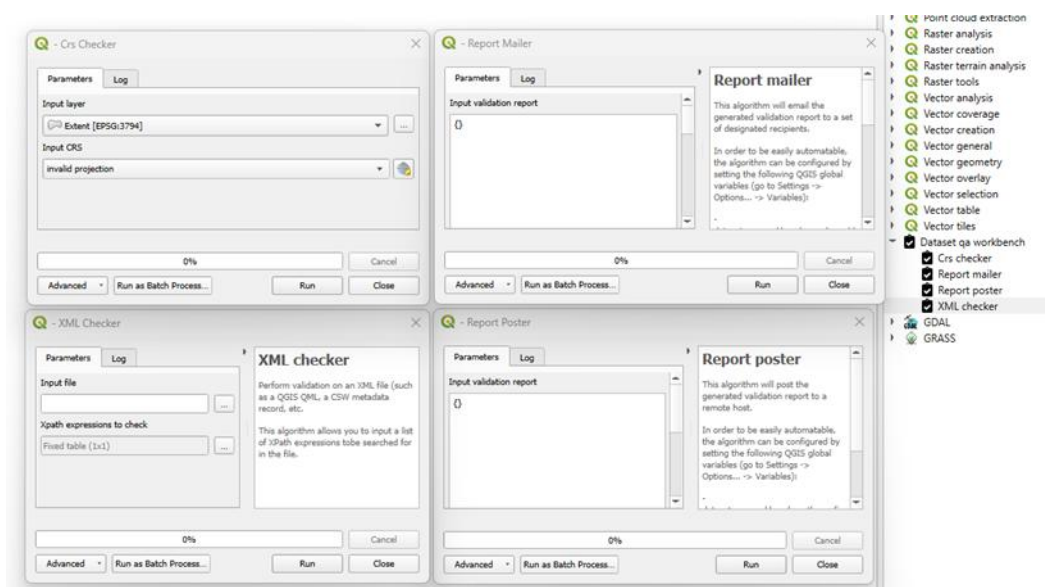 - Crs Checker
Parameters
Log
Input layer
Extent [EPSG:3794]
...
Input CRS
invalid projection
0%
Cancel
Advanced
Run as Batch Process...
Run
Close
- Report Mailer
Parameters
Log
Input validation report
{}
Report mailer
This algorithm will email the
generated validation report to a set
of designated recipients.
In order to be easily automatable,
the algorithm can be configured by
setting the following QGIS global
variables (go to Settings ->
Options... -> Variables):
-
0%
Cancel
Advanced
Run as Batch Process...
Run
Close
- XML Checker
Parameters
Log
Input file
...
Xpath expressions to check
Fixed table (1x1)
...
XML checker
Perform validation on an XML file (such
as a QGIS QML, a CSW metadata
record, etc.
This algorithm allows you to input a list
of XPath expressions tobe searched for
in the file.
0%
Cancel
Advanced
Run as Batch Process...
Run
Close
- Report Poster
Parameters
Log
Input validation report
{}
Report poster
This algorithm will post the
generated validation report to a
remote host.
In order to be easily automatable,
the algorithm can be configured by
setting the following QGIS global
variables (go to Settings ->
Options... -> Variables):
-
0%
Cancel
Advanced
Run as Batch Process...
Run
Close
Point cloud extraction
Raster analysis
Raster creation
Raster terrain analysis
Raster tools
Vector analysis
Vector coverage
Vector creation
Vector general
Vector geometry
Vector overlay
Vector selection
Vector table
Vector tiles
Dataset qa workbench
Crs checker
Report mailer
Report poster
XML checker
GDAL
GRASS